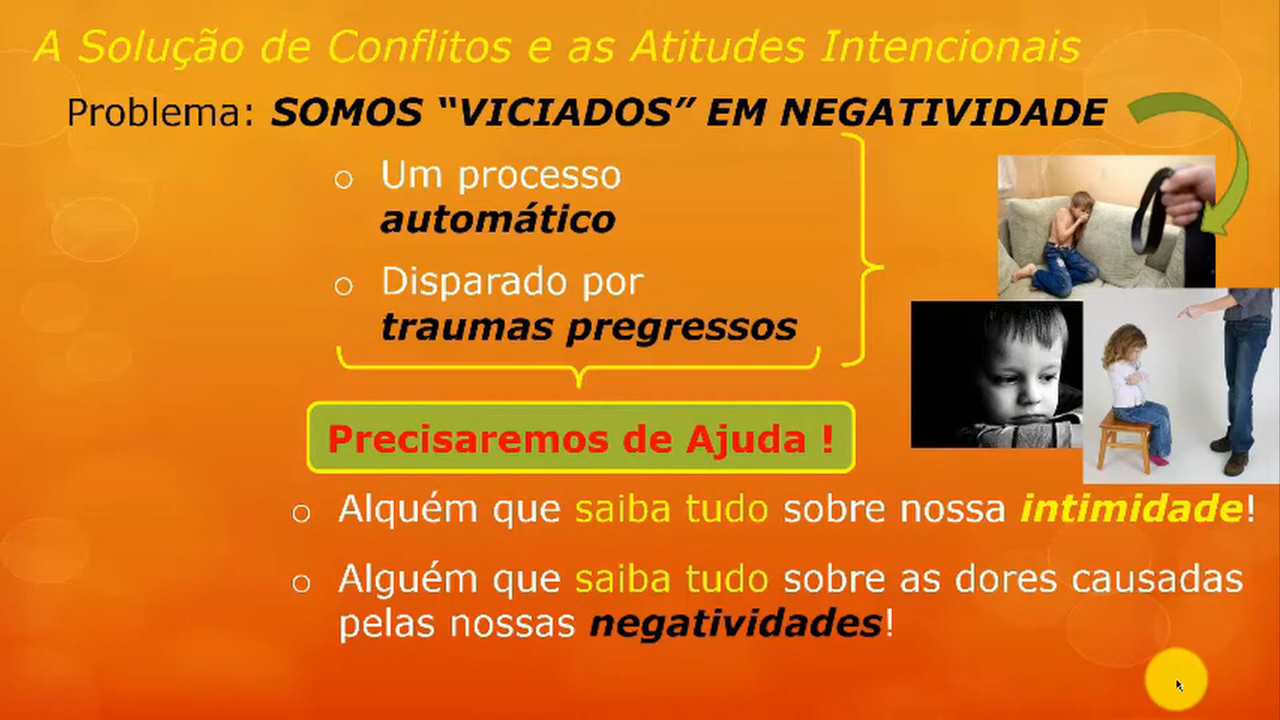 A Solução de Conflitos e as Atitudes Intencionais
Problema: SOMOS “VICIADOS” EM NEGATIVIDADE
o Um processo
automático
o Disparado por
traumas pregressos
Precisaremos de Ajuda !
o Alquém que saiba tudo sobre nossa intimidade!
o Alguém que saiba tudo sobre as dores causadas
pelas nossas negatividades!